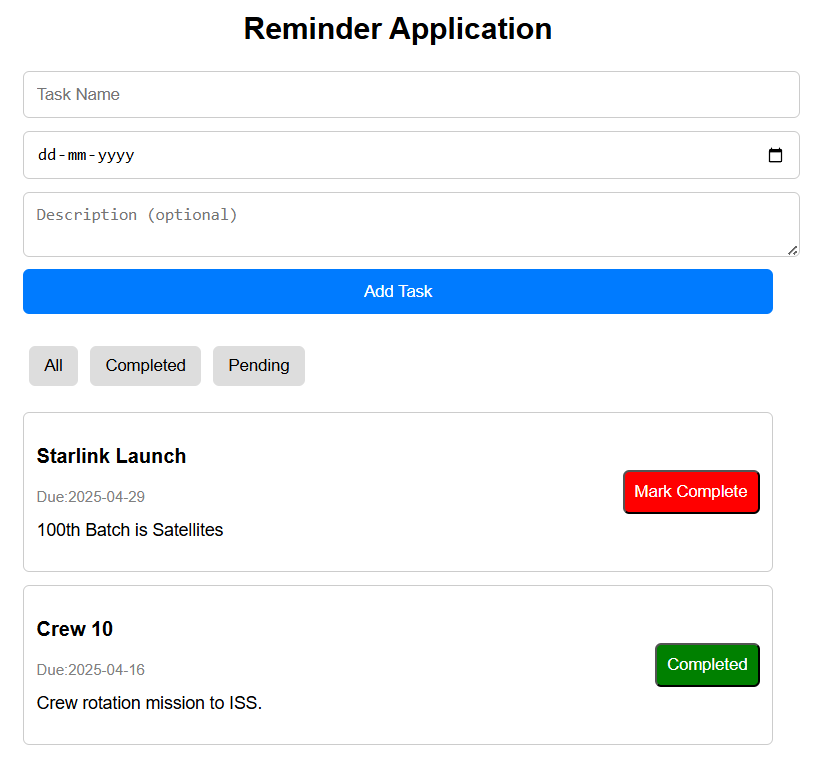 Reminder Application
Task Name
dd-mm-yyyy
Description (optional)
Add Task
All Completed Pending
Starlink Launch
Due:2025-04-29
100th Batch is Satellites
Mark Complete
Crew 10
Due:2025-04-16
Crew rotation mission to ISS.
Completed